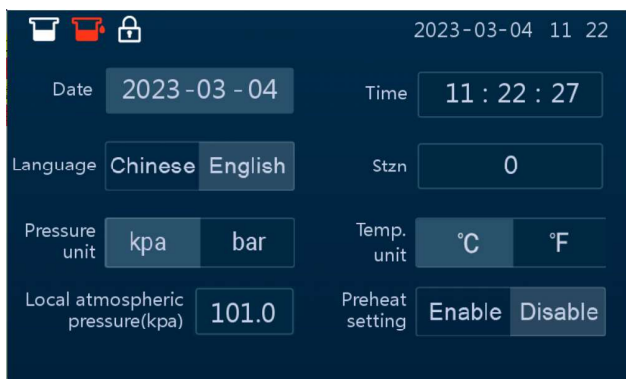 2023-03-04 11 22
Date 2023-03-04 Time 11:22:27
Language Chinese English Stzn 0
Pressure unit kpa bar Temp. unit °C °F
Local atmospheric pressure(kpa) 101.0 Preheat setting Enable Disable